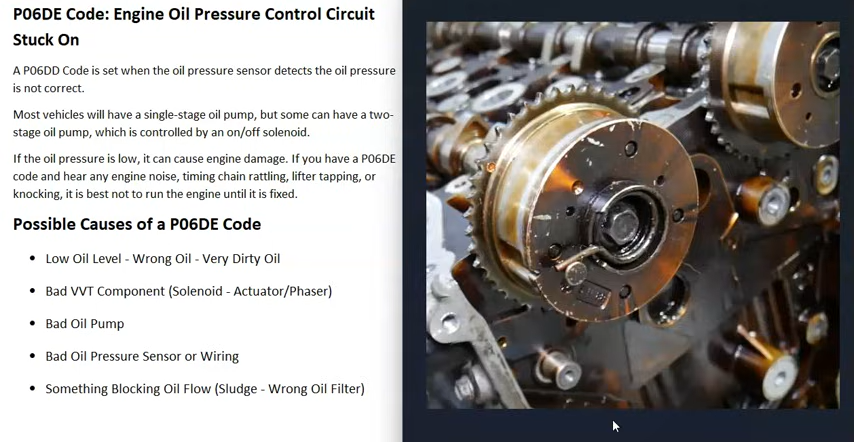 P06DE Code: Engine Oil Pressure Control Circuit
Stuck On
A P06DD Code is set when the oil pressure sensor detects the oil pressure
is not correct.
Most vehicles will have a single-stage oil pump, but some can have a two-
stage oil pump, which is controlled by an on/off solenoid.
If the oil pressure is low, it can cause engine damage. If you have a P06DE
code and hear any engine noise, timing chain rattling, lifter tapping, or
knocking, it is best not to run the engine until it is fixed.
Possible Causes of a P06DE Code
• Low Oil Level - Wrong Oil - Very Dirty Oil
• Bad VVT Component (Solenoid - Actuator/Phaser)
• Bad Oil Pump
• Bad Oil Pressure Sensor or Wiring
• Something Blocking Oil Flow (Sludge - Wrong Oil Filter)